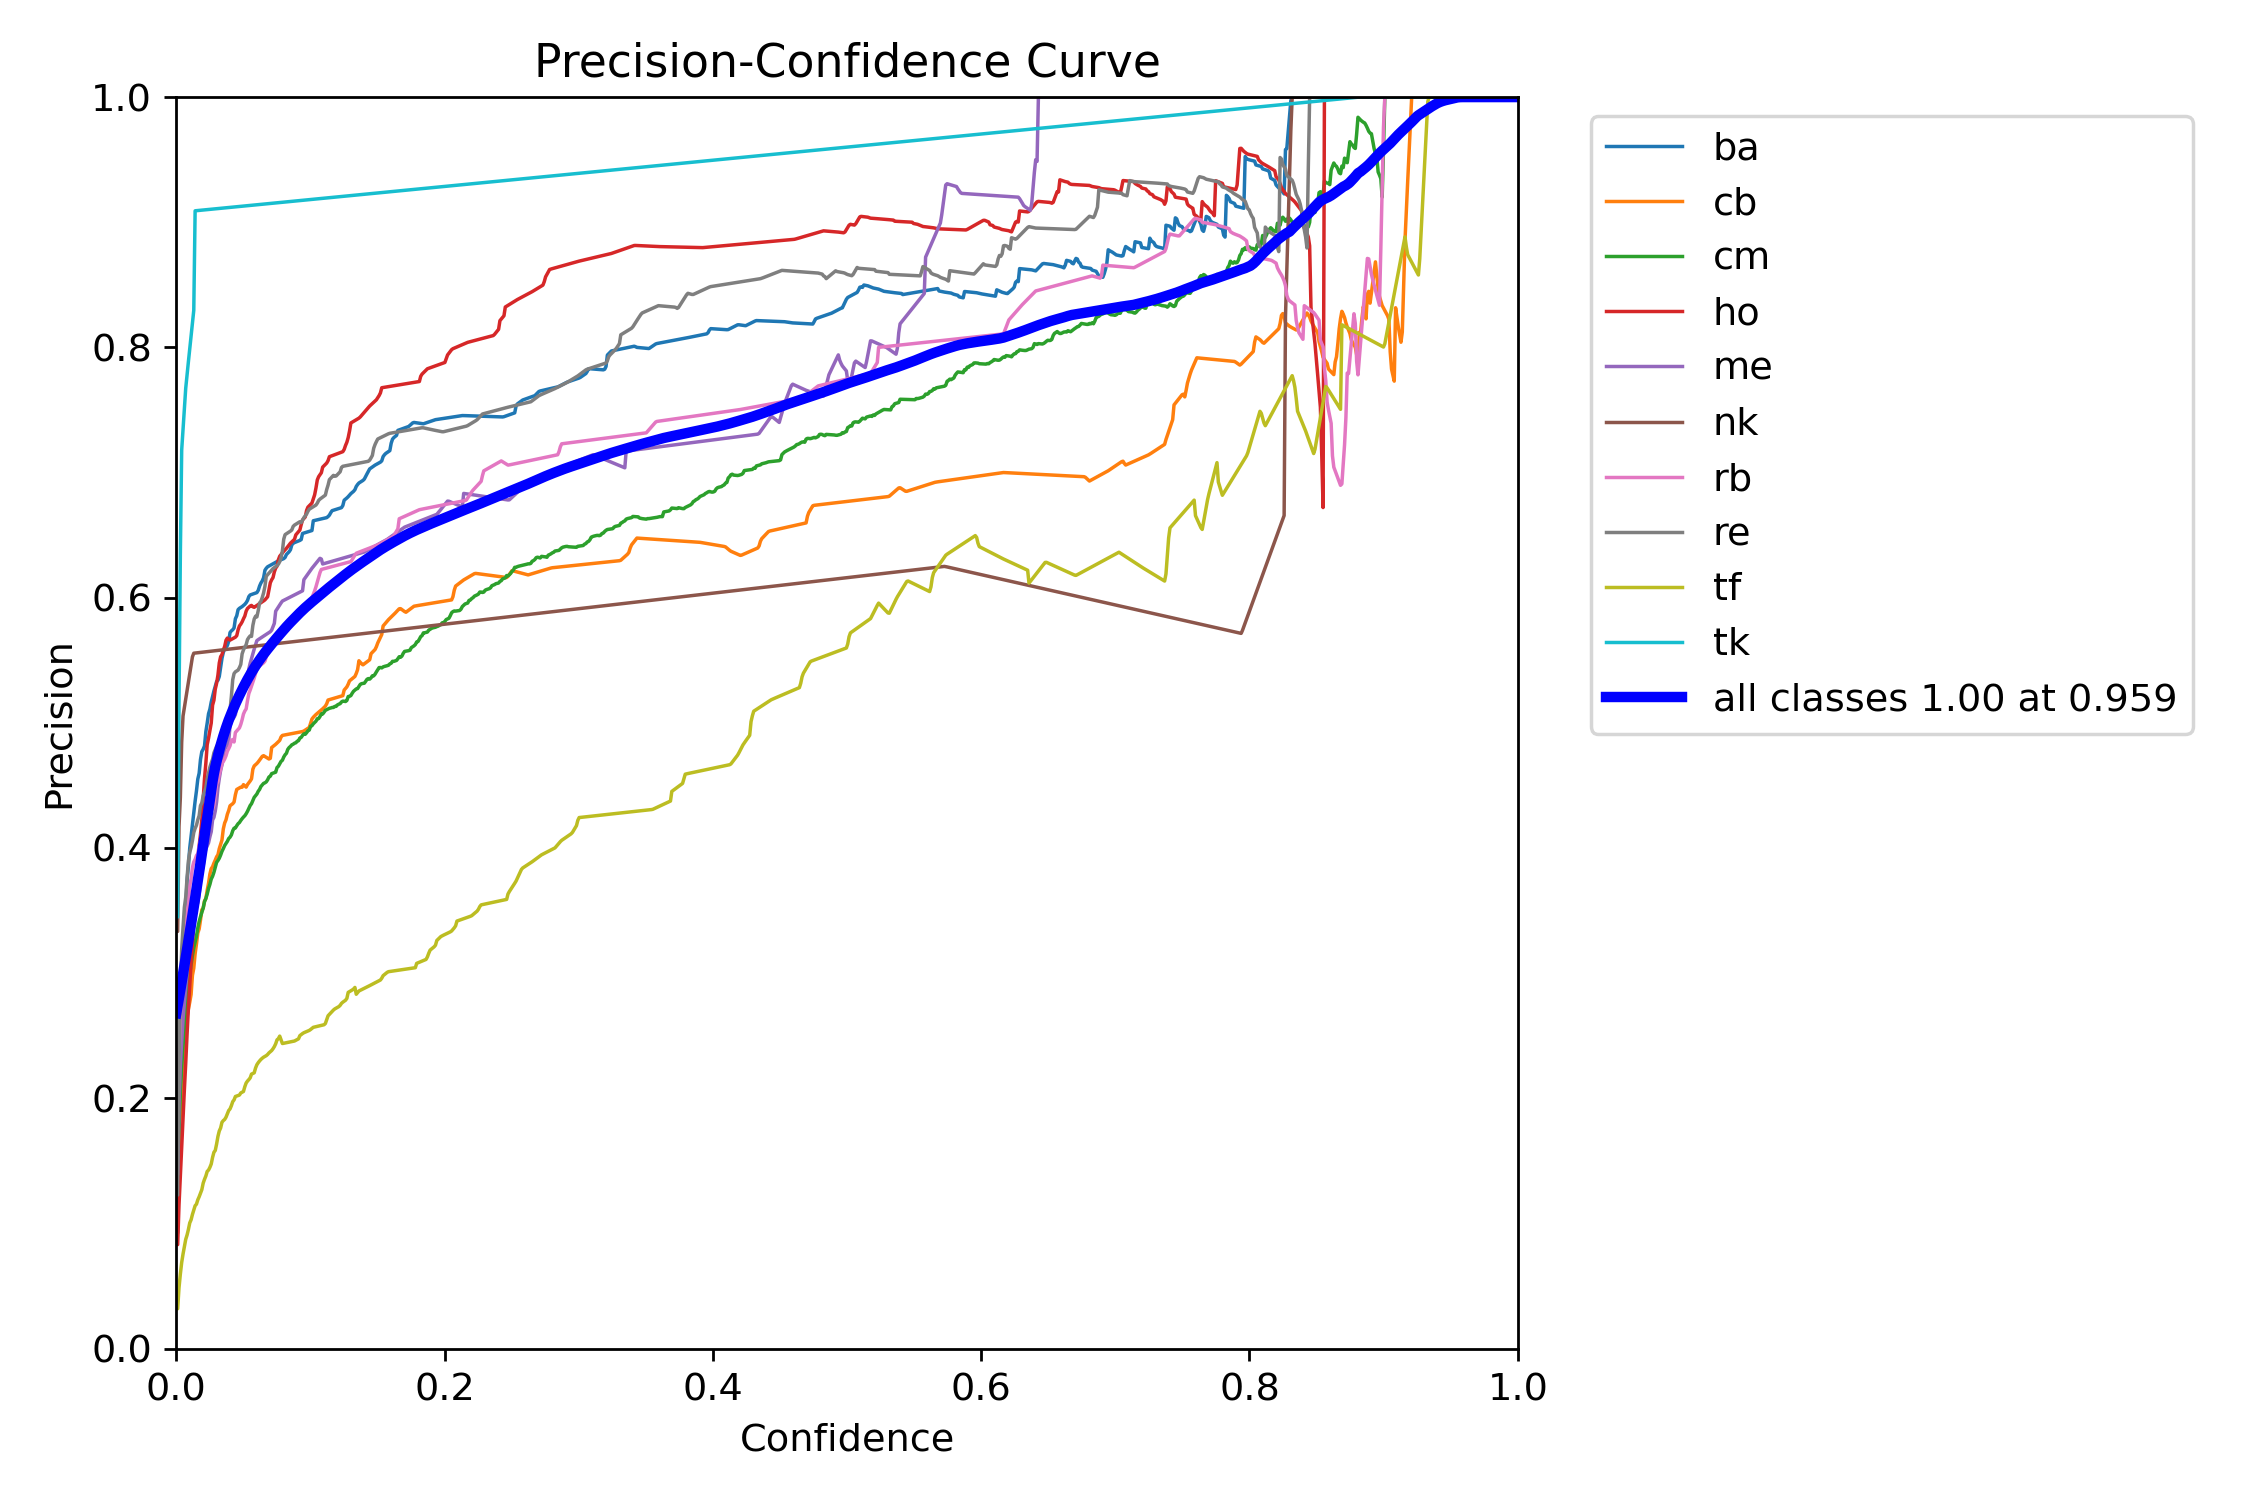 Precision-Confidence Curve
1.0
0.8
0.6
0.4
0.2
0.0
Precision
0.0 0.2 0.4 0.6 0.8 1.0
Confidence
ba
cb
cm
ho
me
nk
rb
re
tf
tk
all classes 1.00 at 0.959